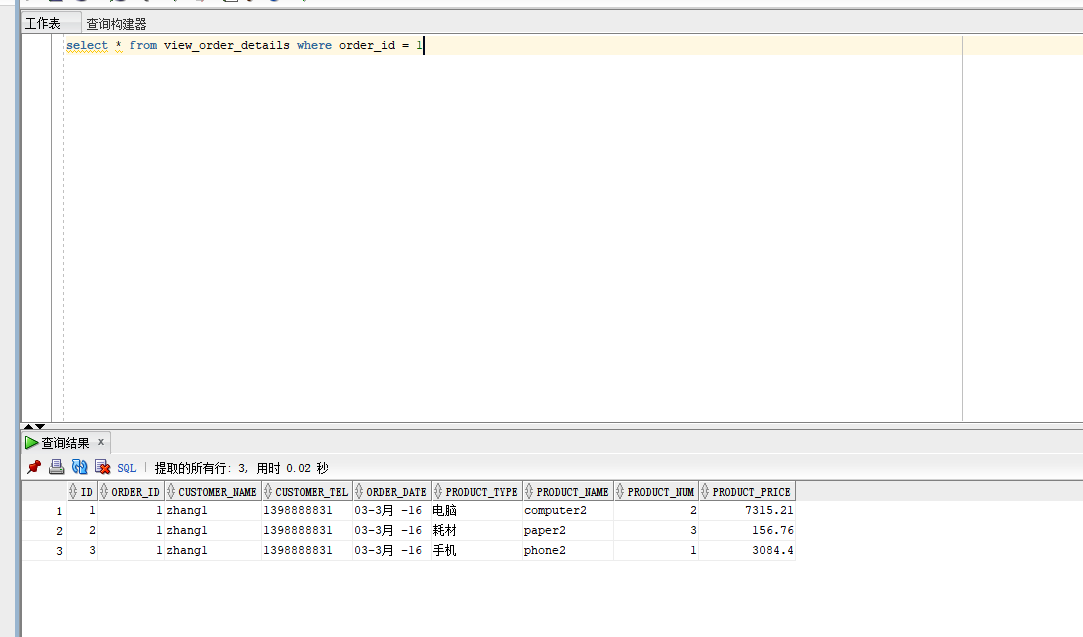 工作表 查询构建器
select * from view_order_details where order_id = 1
查询结果 x
SQL | 提取的所有行: 3, 用时 0.02 秒
ID ORDER_ID CUSTOMER_NAME CUSTOMER_TEL ORDER_DATE PRODUCT_TYPE PRODUCT_NAME PRODUCT_NUM PRODUCT_PRICE
1 1 1 zhang1 1398888831 03-3月 -16 电脑 computer2 2 7315.21
2 2 1 zhang1 1398888831 03-3月 -16 耗材 paper2 3 156.76
3 3 1 zhang1 1398888831 03-3月 -16 手机 phone2 1 3084.4